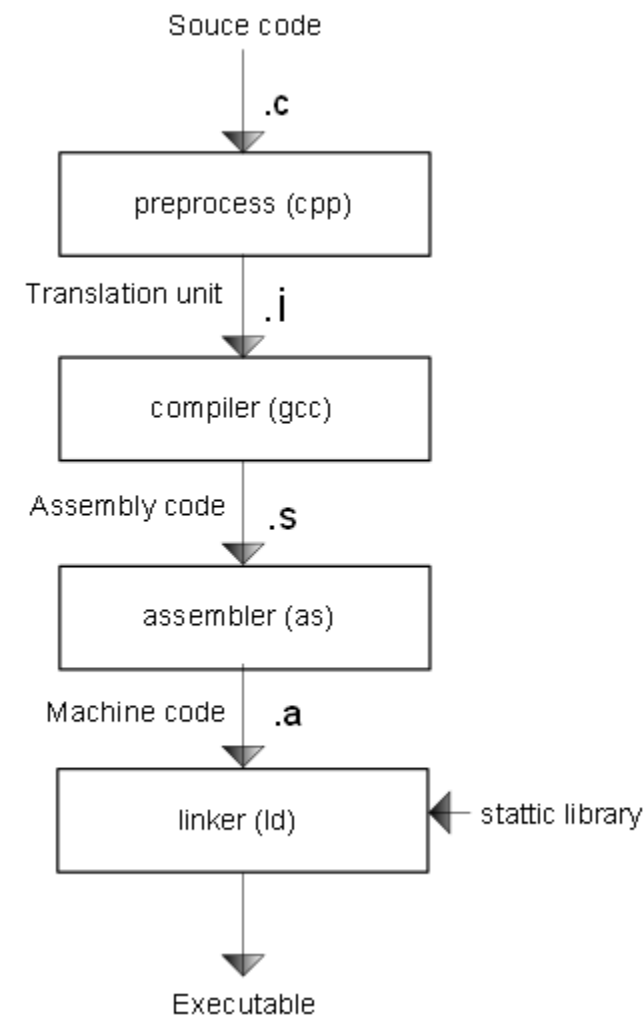 Souce code
.c
preprocess (cpp)
Translation unit
.i
compiler (gcc)
Assembly code
.s
assembler (as)
Machine code
.a
linker (ld)
stattic library
Executable